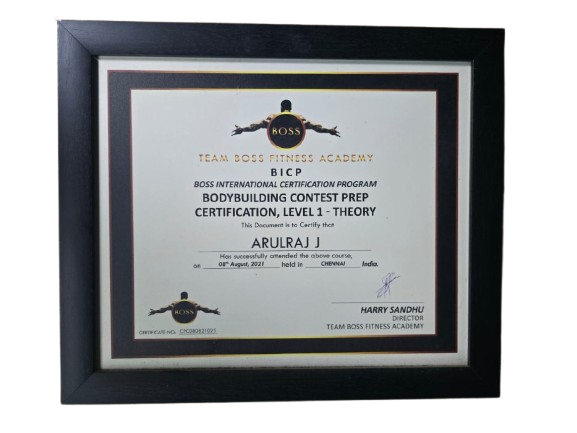 BOSS
TEAM BOSS FITNESS ACADEMY
BICP
BOSS INTERNATIONAL CERTIFICATION PROGRAM
BODYBUILDING CONTEST PREP
CERTIFICATION, LEVEL 1 - THEORY
This Document is to Certify that
ARULRAJ J
Has successfully attended the above course,
on 08th August, 2021 held in CHENNAI India.
HARRY SANDHU
DIRECTOR
TEAM BOSS FITNESS ACADEMY
BOSS
CERTIFICATE NO.